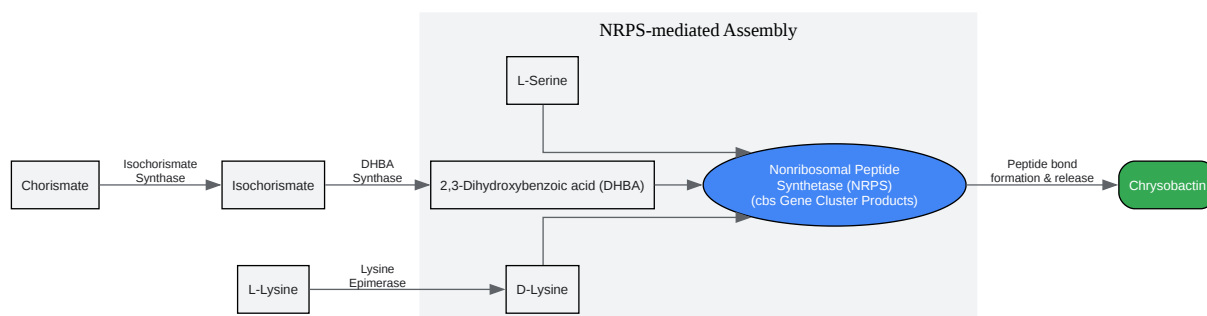 NRPS-mediated Assembly
L-Serine
Chorismate
Isochorismate
Synthase
Isochorismate
DHBA
Synthase
2,3-Dihydroxybenzoic acid (DHBA)
Nonribosomal Peptide
Synthetase (NRPS)
(cbs Gene Cluster Products)
Peptide bond
formation & release
Chrysobactin
L-Lysine
Lysine
Epimerase
D-Lysine